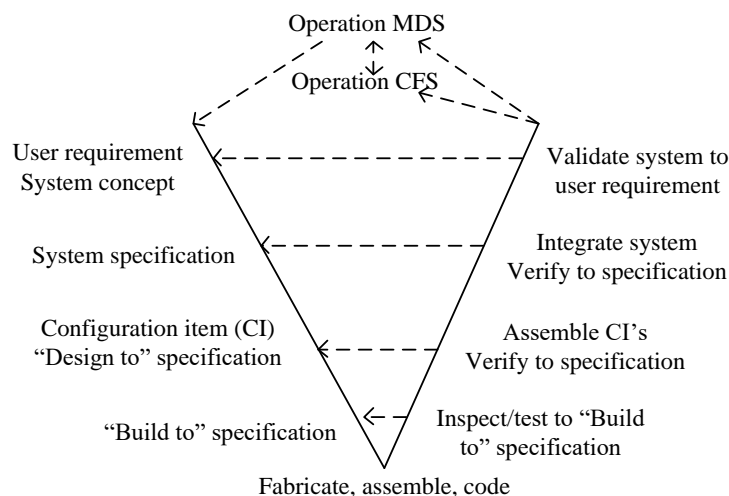 Operation MDS
Operation CFS
User requirement
System concept
Validate system to
user requirement
System specification
Integrate system
Verify to specification
Configuration item (CI)
“Design to” specification
Assemble CI’s
Verify to specification
“Build to” specification
Inspect/test to “Build
to” specification
Fabricate, assemble, code